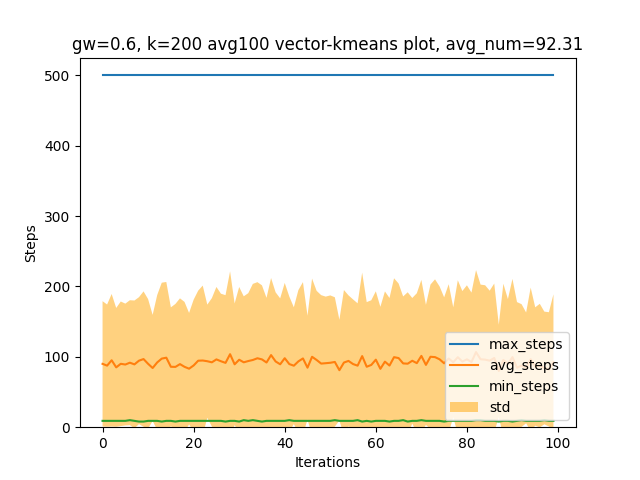 gw=0.6, k=200 avg100 vector-kmeans plot, avg_num=92.31
500
400
300
200
100
0
Steps
max_steps
avg_steps
min_steps
std
0 20 40 60 80 100
Iterations